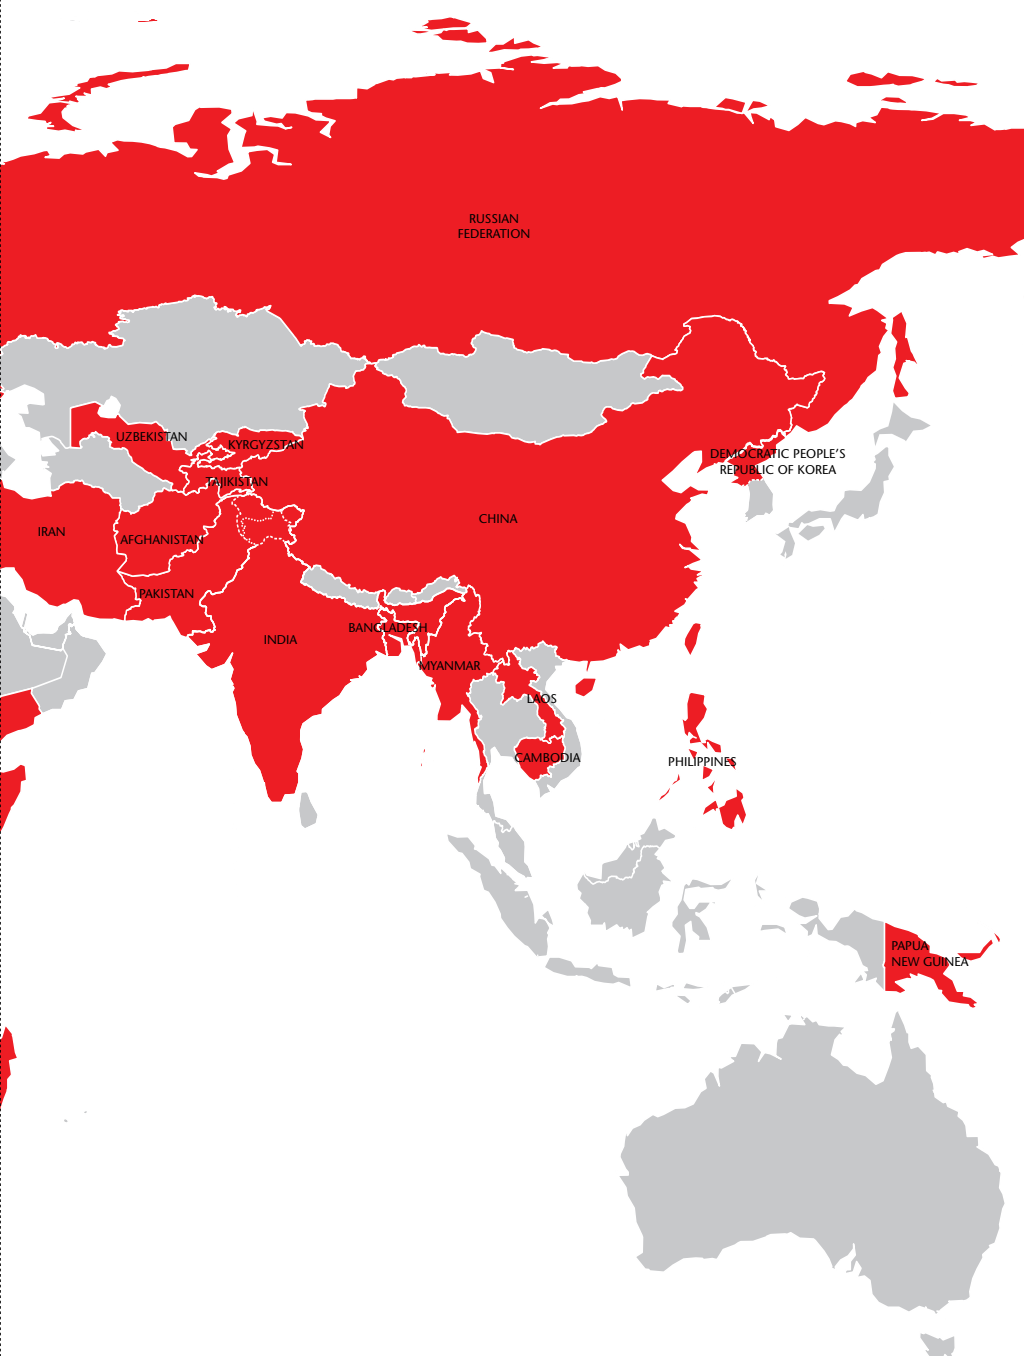 RUSSIAN
FEDERATION
UZBEKISTAN
KYRGYZSTAN
DEMOCRATIC PEOPLE'S
REPUBLIC OF KOREA
TAJIKISTAN
CHINA
IRAN
AFGHANISTAN
PAKISTAN
BANGLADESH
INDIA
MYANMAR
LAOS
CAMBODIA
PHILIPPINES
PAPUA
NEW GUINEA